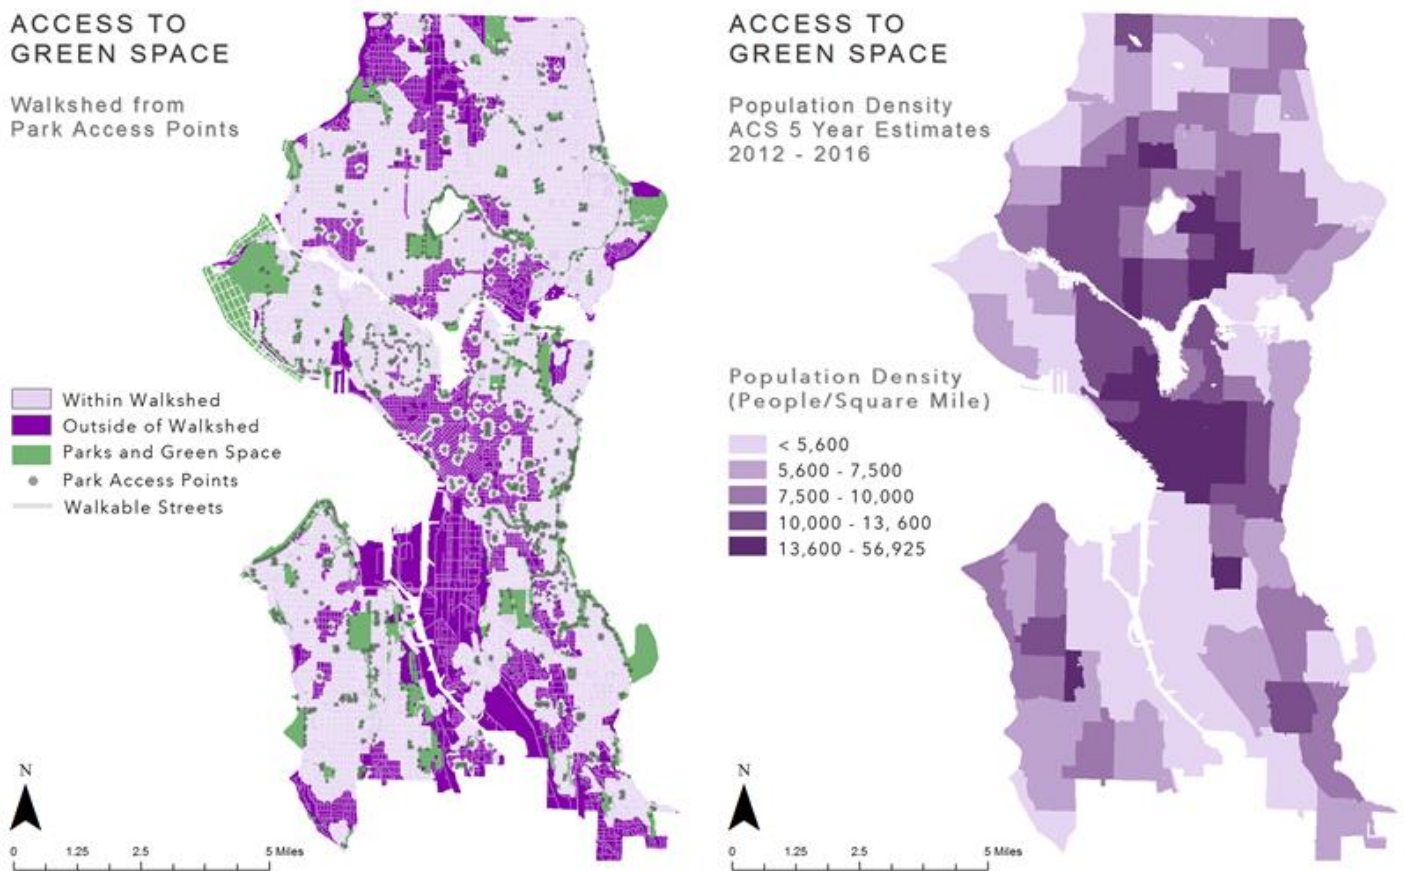 ACCESS TO
GREEN SPACE
Walkshed from
Park Access Points
Within Walkshed
Outside of Walkshed
Parks and Green Space
Park Access Points
Walkable Streets
N
0 1.25 2.5 5 Miles
ACCESS TO
GREEN SPACE
Population Density
ACS 5 Year Estimates
2012 - 2016
Population Density
(People/Square Mile)
< 5,600
5,600 - 7,500
7,500 - 10,000
10,000 - 13, 600
13,600 - 56,925
N
0 1.25 2.5 5 Miles